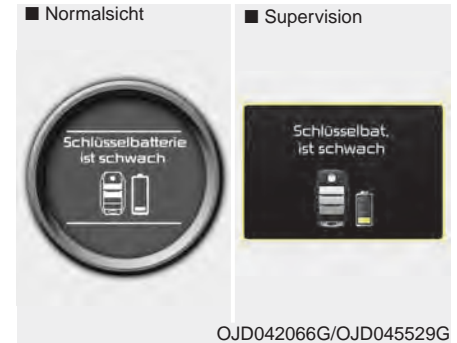 ■ Normalsicht
■ Supervision
Schlüsselbatterie
ist schwach
Schlüsselbat.
ist schwach
OJD042066G/OJD045529G